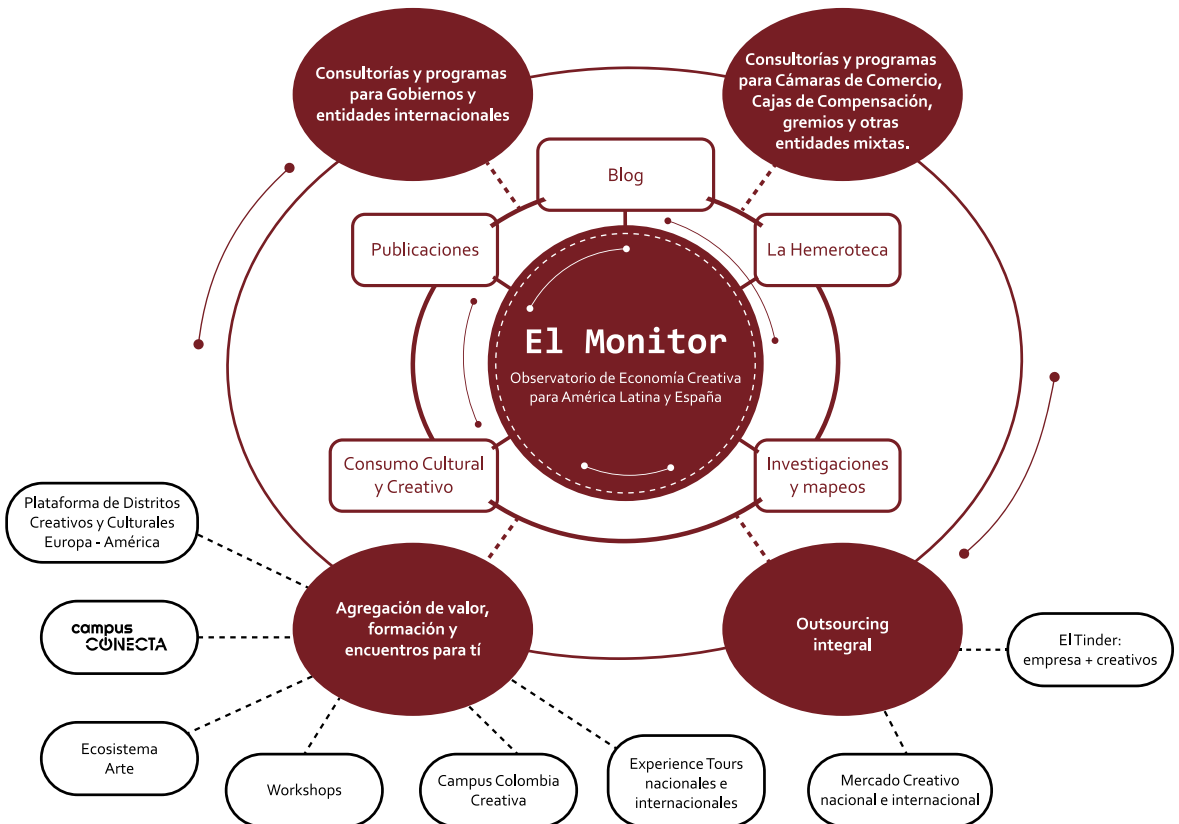 Consultorías y programas
para Gobiernos y
entidades internacionales
Consultorías y programas
para Cámaras de Comercio,
Cajas de Compensación,
gremios y otras
entidades mixtas.
Blog
Publicaciones
La Hemeroteca
El Monitor
Observatorio de Economía Creativa
para América Latina y España
Consumo Cultural
y Creativo
Investigaciones
y mapeos
Plataforma de Distritos
Creativos y Culturales
Europa - América
campus
CONECTA
Ecosistema
Arte
Agregación de valor,
formación y
encuentros para tí
Outsourcing
integral
El Tinder:
empresa + creativos
Workshops
Campus Colombia
Creativa
Experience Tours
nacionales e
internacionales
Mercado Creativo
nacional e internacional